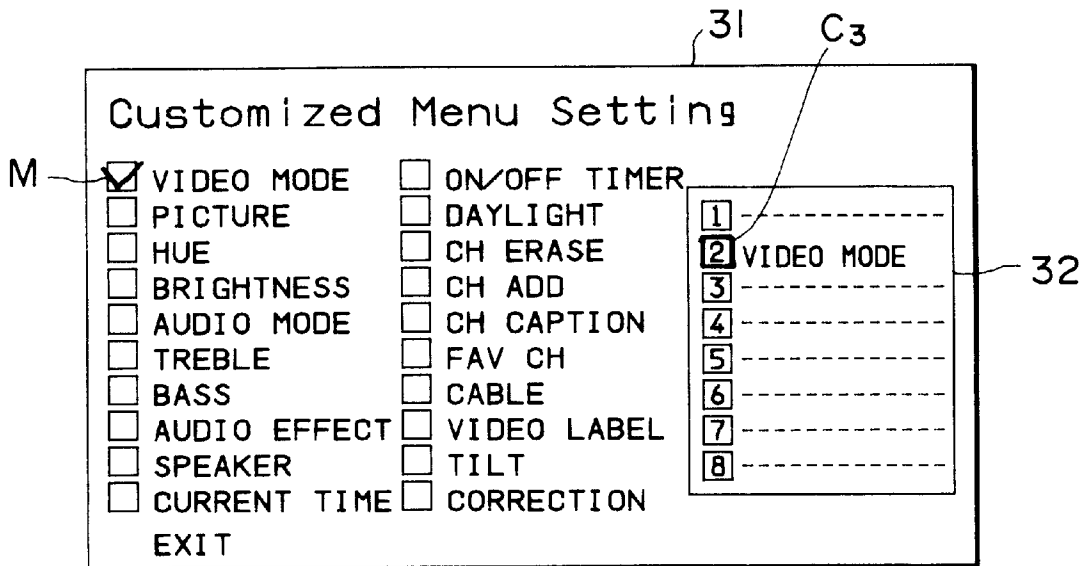 31
C3
Customized Menu Setting
M
VIDEO MODE
PICTURE
HUE
BRIGHTNESS
AUDIO MODE
TREBLE
BASS
AUDIO EFFECT
SPEAKER
CURRENT TIME
EXIT
ON/OFF TIMER
DAYLIGHT
CH ERASE
CH ADD
CH CAPTION
FAV CH
CABLE
VIDEO LABEL
TILT
CORRECTION
1 ---------------
2 VIDEO MODE
3 ---------------
4 ---------------
5 ---------------
6 ---------------
7 ---------------
8 ---------------
32